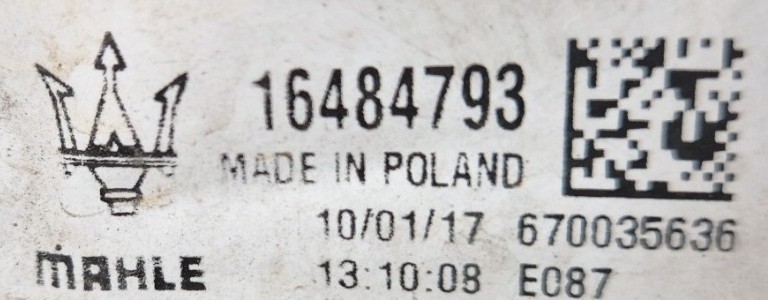 16484793
MADE IN POLAND
10/01/17 670035636
MAHLE 13:10:08 E087